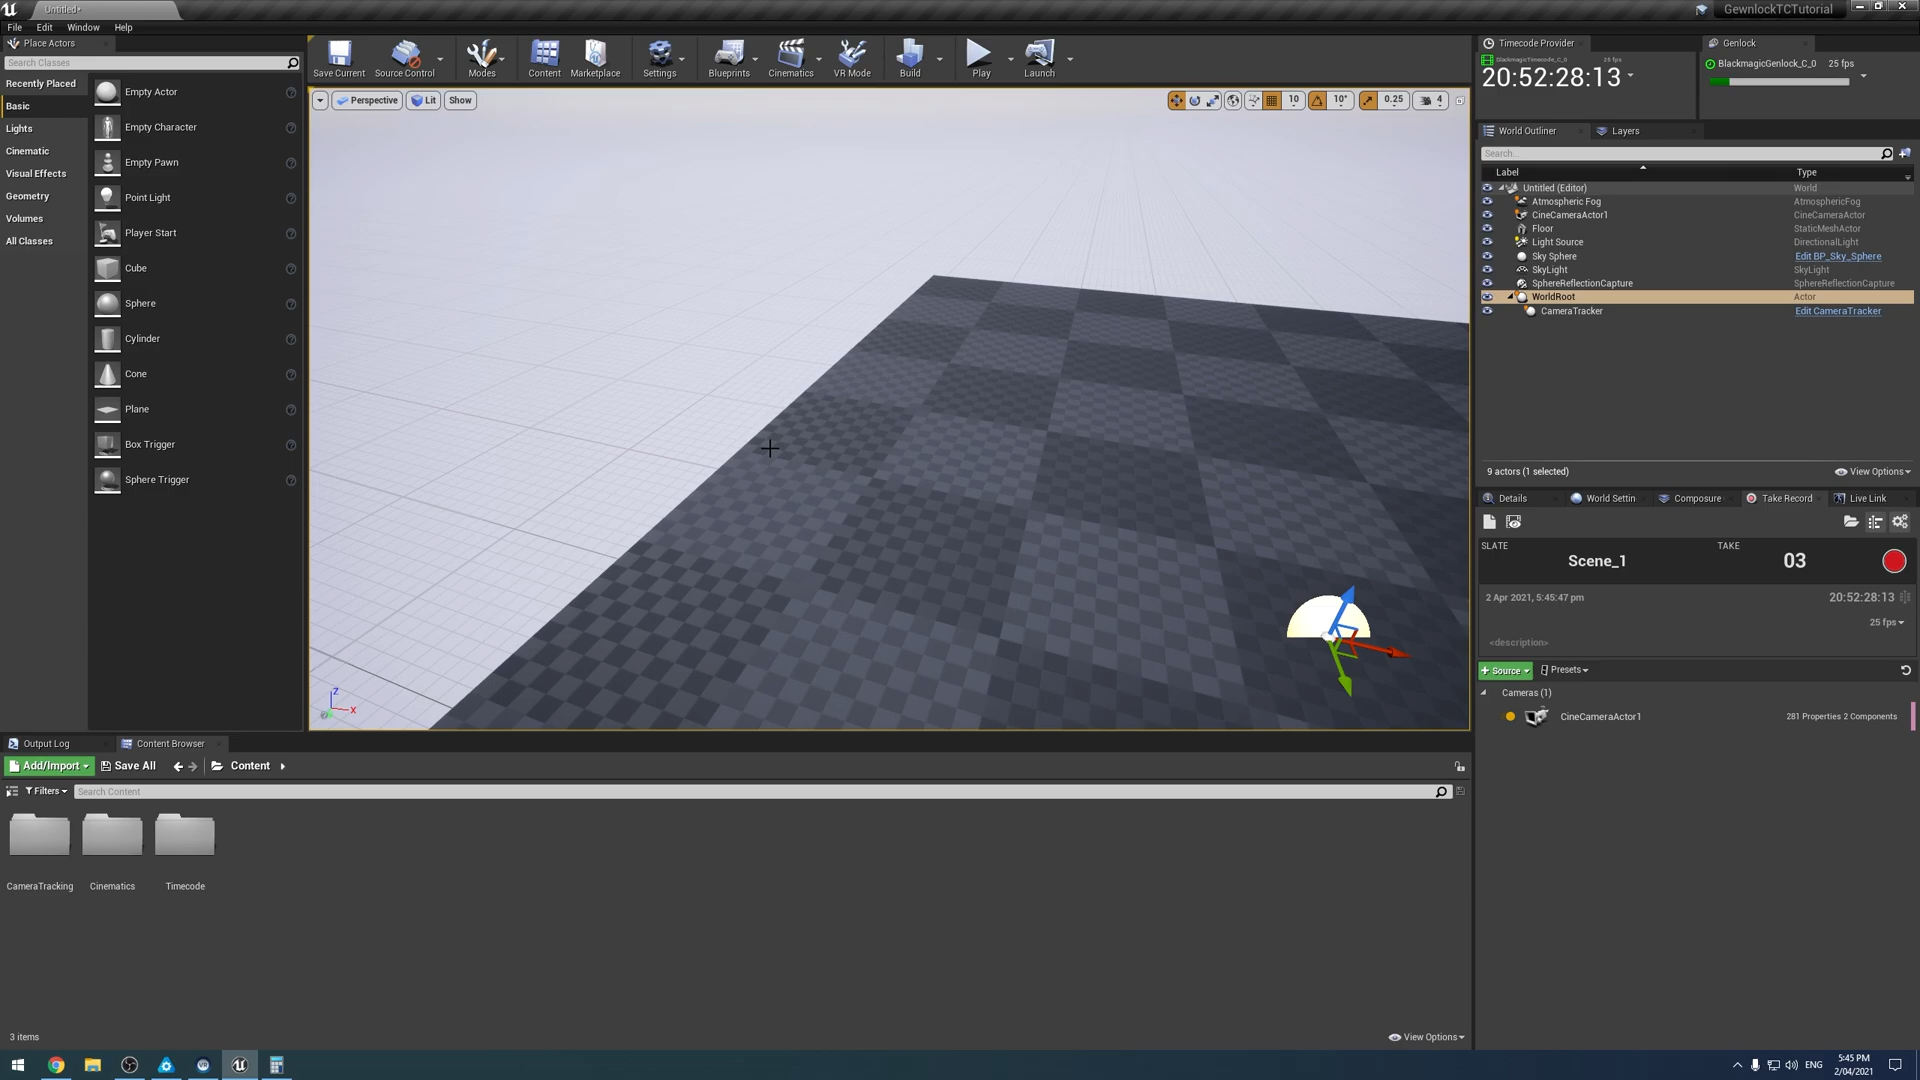 Untitled*
GewnlockTCTutorial
File Edit Window Help
Place Actors
Search Classes
Recently Placed
Basic
Lights
Cinematic
Visual Effects
Geometry
Volumes
All Classes
Empty Actor
Empty Character
Empty Pawn
Point Light
Player Start
Cube
Sphere
Cylinder
Cone
Plane
Box Trigger
Sphere Trigger
Save Current Source Control Modes Content Marketplace Settings Blueprints Cinematics VR Mode Build Play Launch
Perspective Lit Show
10 10° 0.25 4
Z
X
Timecode Provider
BlackmagicTimecode_C_0 25 fps
20:52:28:13
Genlock
BlackmagicGenlock_C_0 25 fps
World Outliner Layers
Search...
Label Type
Untitled (Editor) World
Atmospheric Fog AtmosphericFog
CineCameraActor1 CineCameraActor
Floor StaticMeshActor
Light Source DirectionalLight
Sky Sphere Edit BP_Sky_Sphere
SkyLight SkyLight
SphereReflectionCapture SphereReflectionCapture
WorldRoot Actor
CameraTracker Edit CameraTracker
9 actors (1 selected) View Options
Details World Settin Composure Take Record Live Link
SLATE TAKE
Scene_1 03
2 Apr 2021, 5:45:47 pm 20:52:28:13
25 fps
<description>
+ Source Presets
Cameras (1)
CineCameraActor1 281 Properties 2 Components
Output Log Content Browser
Add/Import Save All Content
Filters Search Content
CameraTracking Cinematics Timecode
3 items View Options
ENG
5:45 PM
2/04/2021